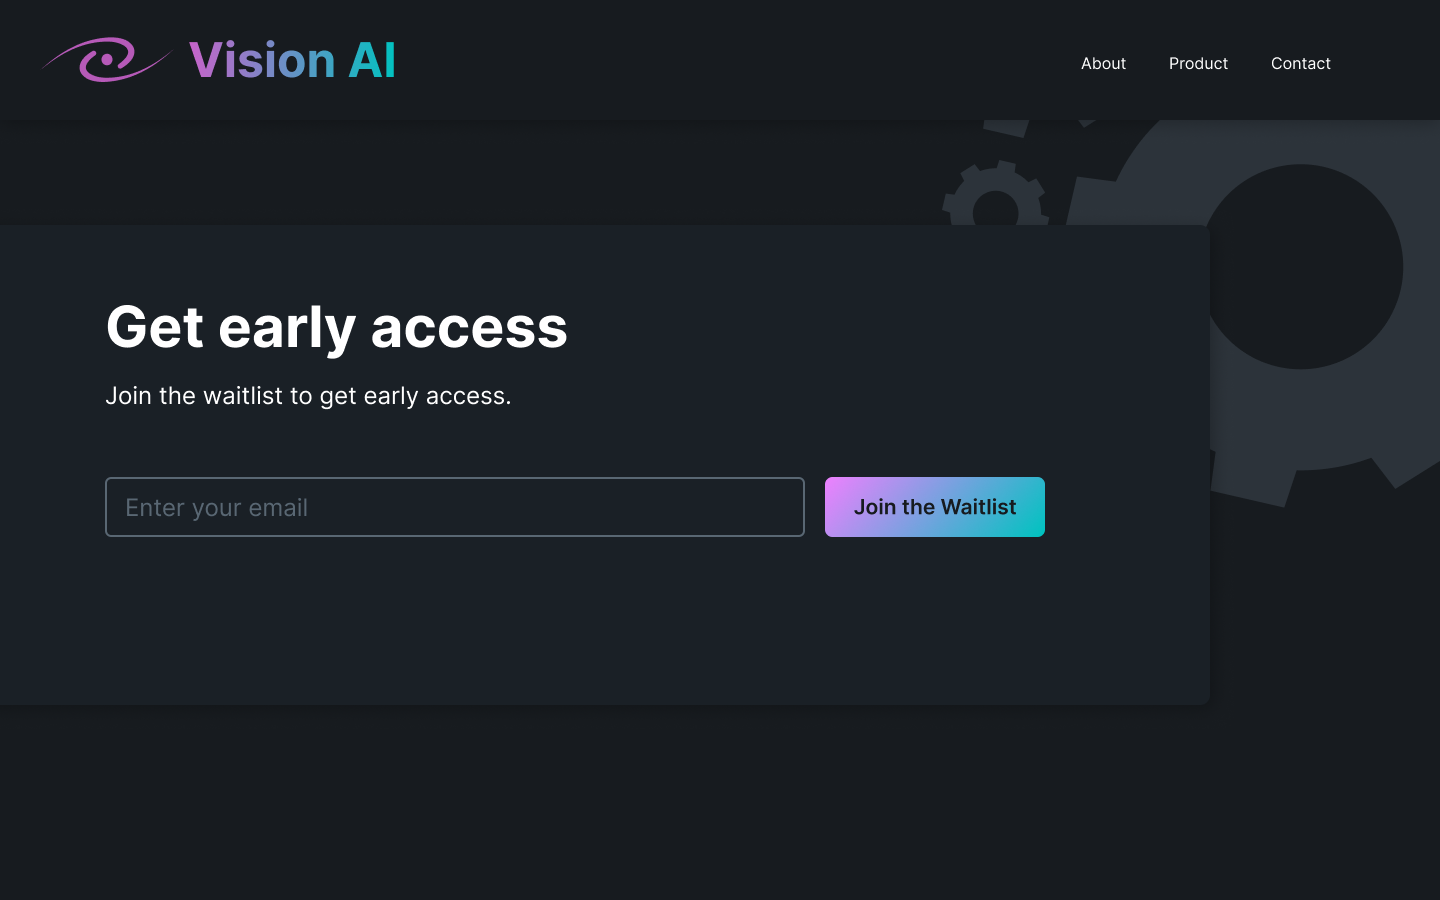 Vision AI
About Product Contact
Get early access
Join the waitlist to get early access.
Enter your email
Join the Waitlist